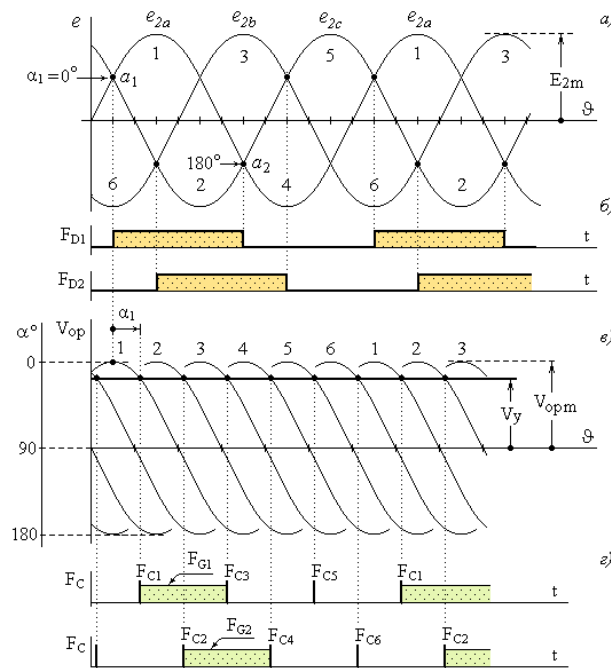 e e2a e2b e2c e2a а)
1 3 5 1 3
α1=0° a1 E2m
ϑ
180° a2
6 2 4 6 2
б)
FD1 t
FD2 t
α° Vop α1 в)
0 1 2 3 4 5 6 1 2 3
Vy Vopm
90 ϑ
180
г)
FC FC1 FG1 FC3 FC5 FC1 t
FC FC2 FG2 FC4 FC6 FC2 t